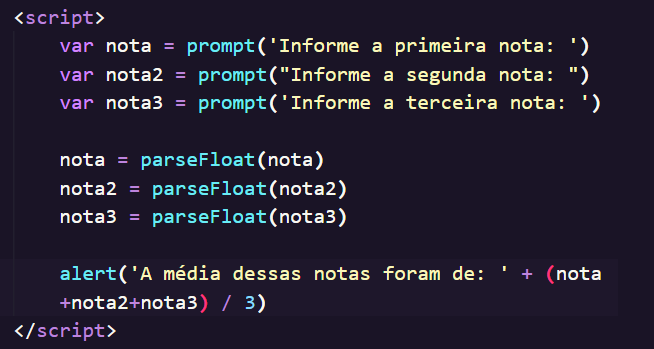 <script>
var nota = prompt('Informe a primeira nota: ')
var nota2 = prompt("Informe a segunda nota: ")
var nota3 = prompt('Informe a terceira nota: ')
nota = parseFloat(nota)
nota2 = parseFloat(nota2)
nota3 = parseFloat(nota3)
alert('A média dessas notas foram de: ' + (nota
+nota2+nota3) / 3)
</script>